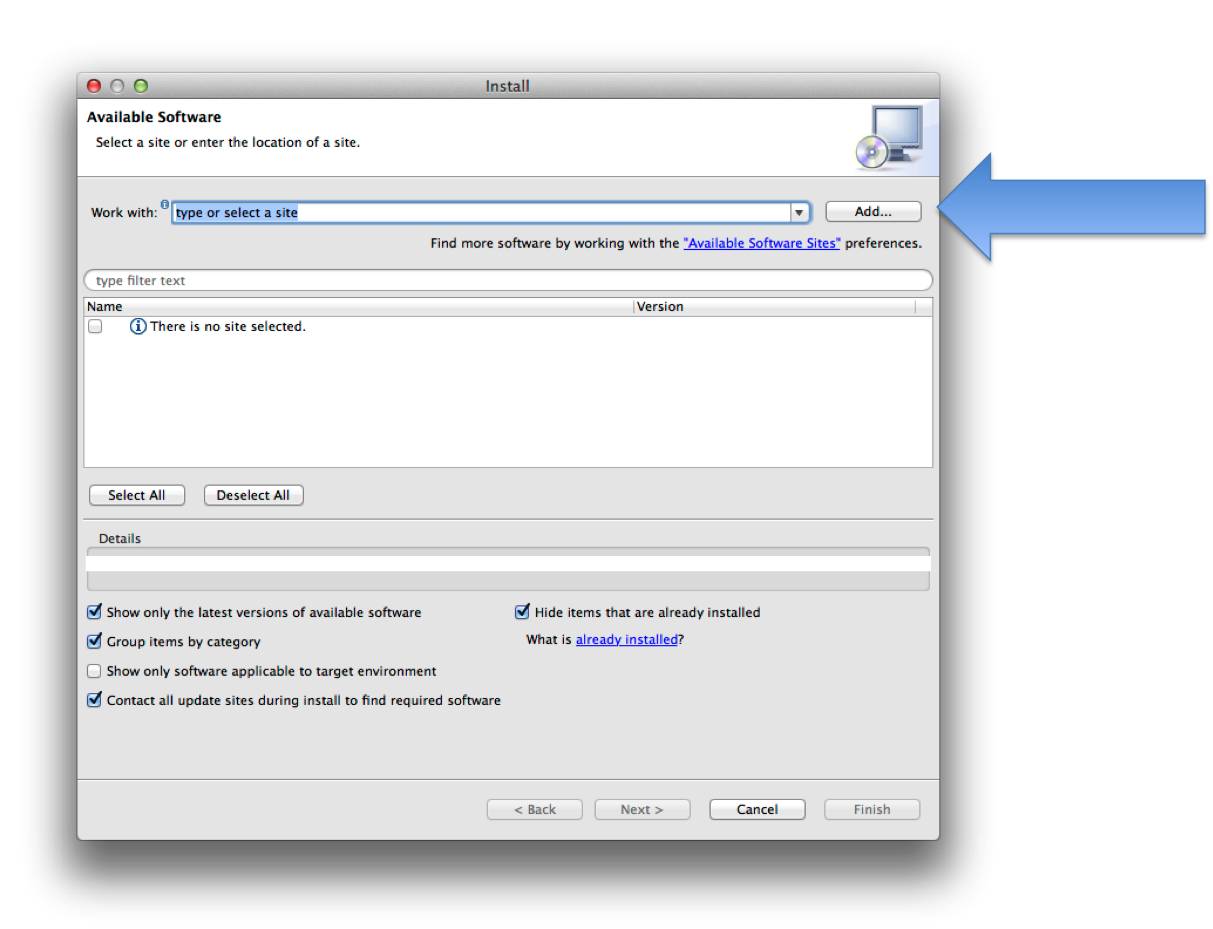 Install
Available Software
Select a site or enter the location of a site.
Work with: type or select a site Add...
Find more software by working with the "Available Software Sites" preferences.
type filter text
Name Version
There is no site selected.
Select All Deselect All
Details
Show only the latest versions of available software Hide items that are already installed
Group items by category What is already installed?
Show only software applicable to target environment
Contact all update sites during install to find required software
< Back Next > Cancel Finish